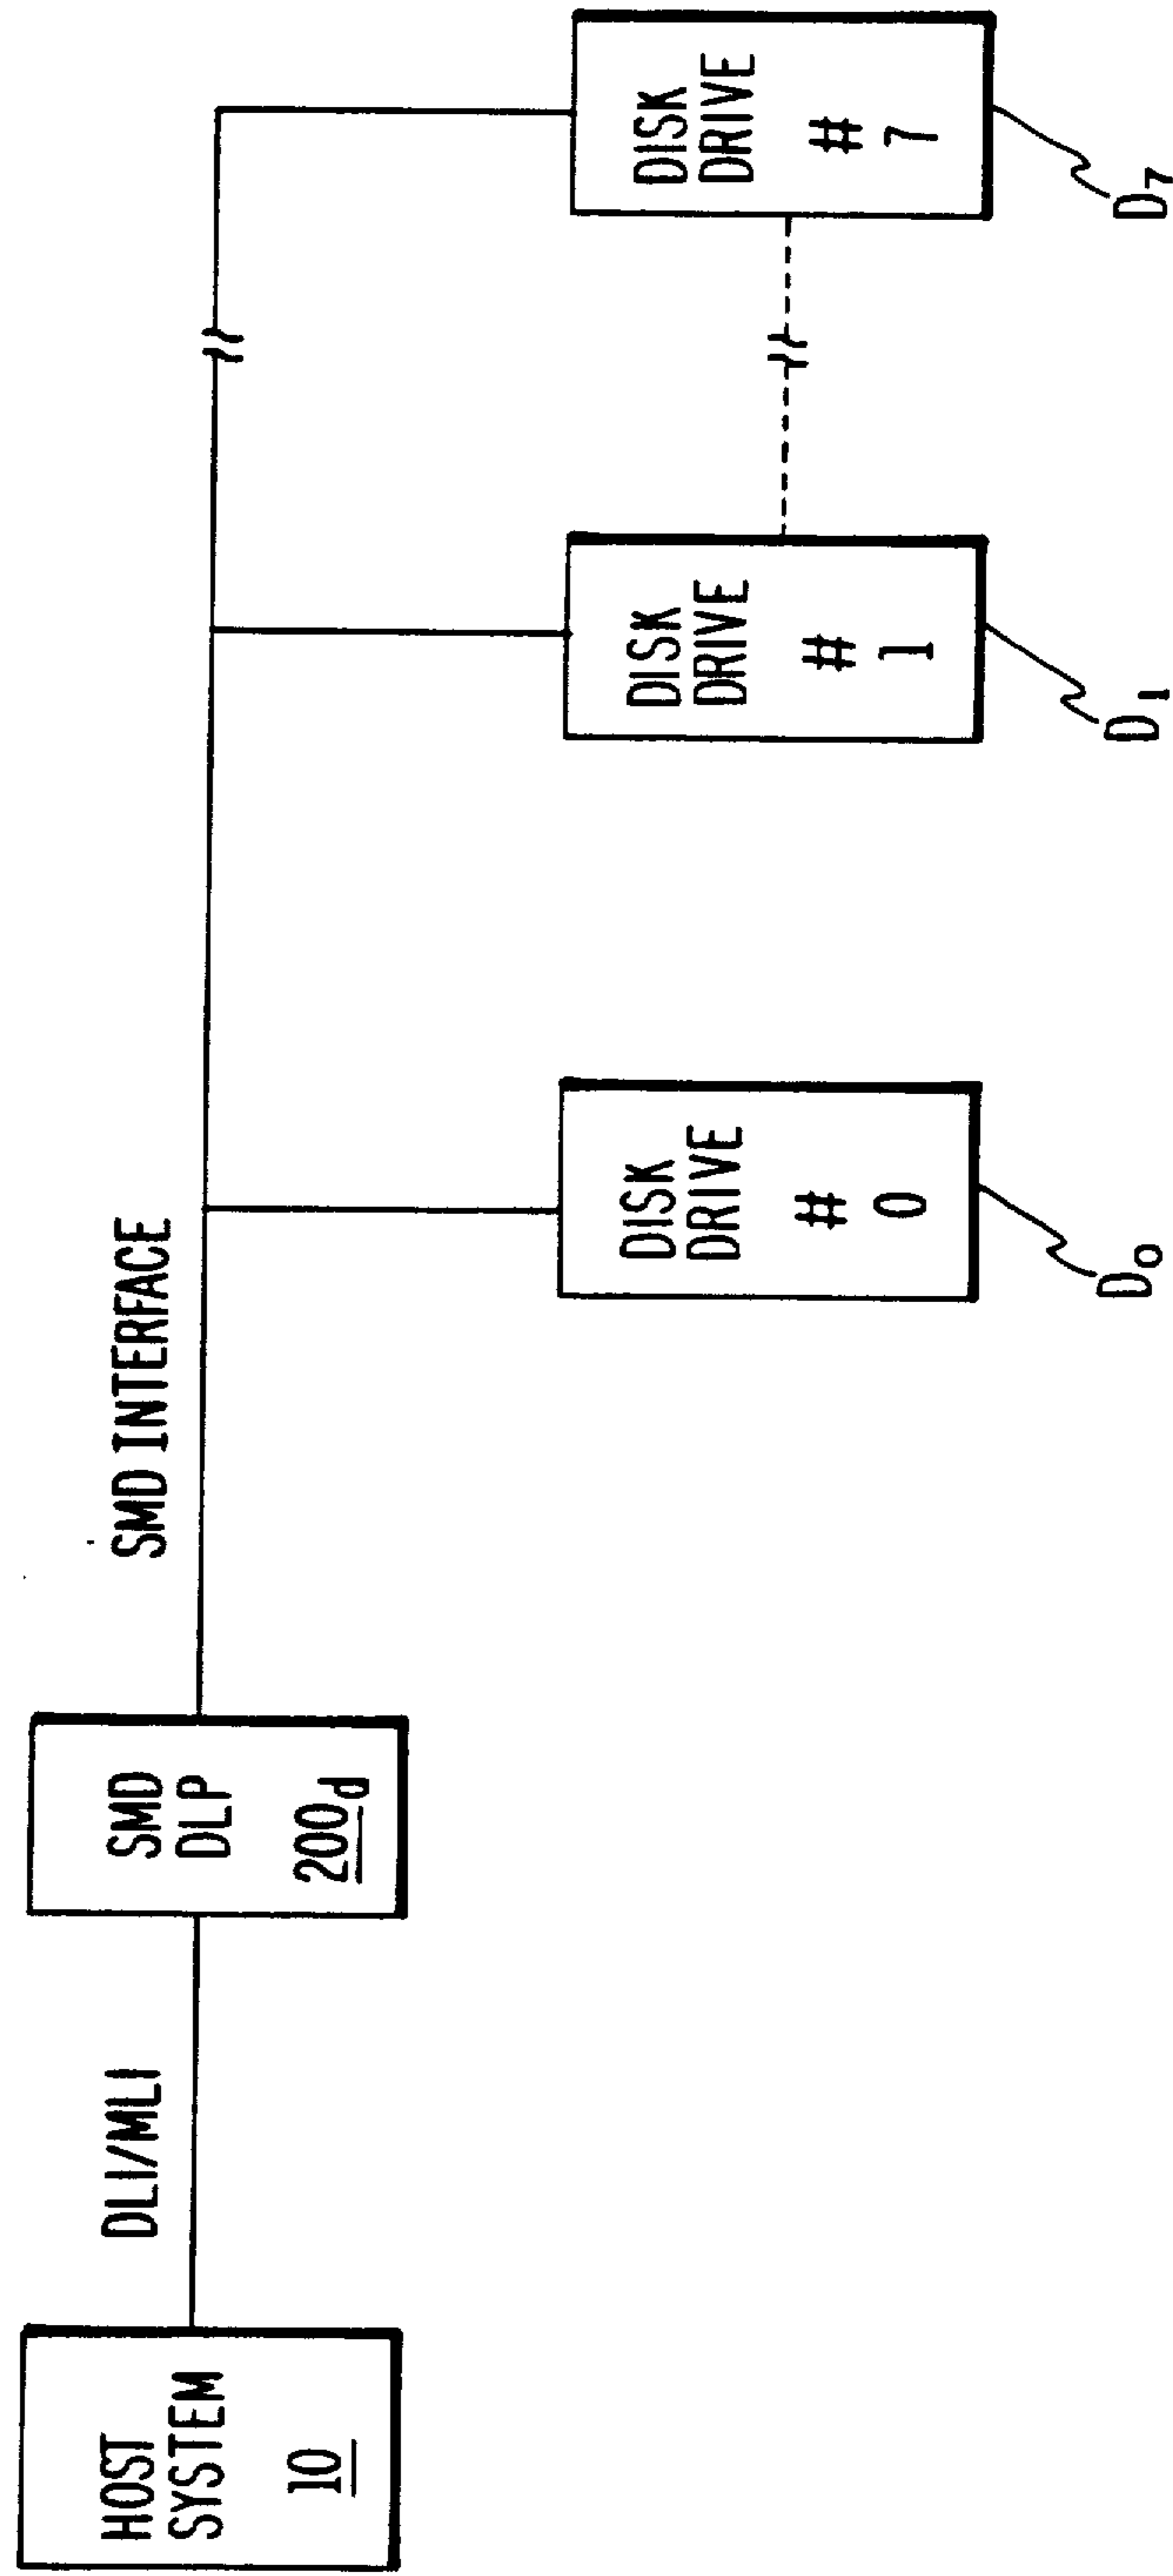 HOST
SYSTEM
10
DLI/MLI
SMD
DLP
200d
SMD INTERFACE
DISK
DRIVE
# 0
D0
DISK
DRIVE
# 1
D1
DISK
DRIVE
# 7
D7